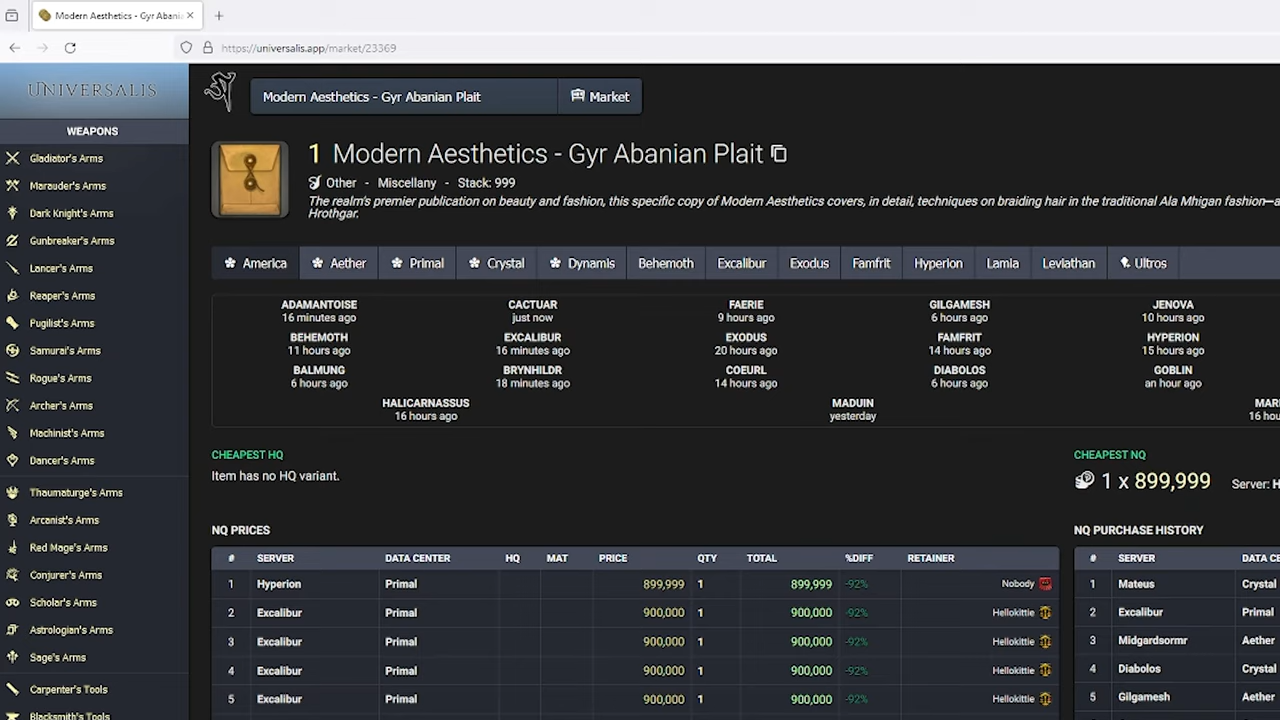 Modern Aesthetics - Gyr Abania
https://universalis.app/market/23369
UNIVERSALIS
Modern Aesthetics - Gyr Abanian Plait
Market
WEAPONS
Gladiator's Arms
Marauder's Arms
Dark Knight's Arms
Gunbreaker's Arms
Lancer's Arms
Reaper's Arms
Pugilist's Arms
Samurai's Arms
Rogue's Arms
Archer's Arms
Machinist's Arms
Dancer's Arms
Thaumaturge's Arms
Arcanist's Arms
Red Mage's Arms
Conjurer's Arms
Scholar's Arms
Astrologian's Arms
Sage's Arms
Carpenter's Tools
Blacksmith's Tools
1 Modern Aesthetics - Gyr Abanian Plait
Other - Miscellany - Stack: 999
The realm's premier publication on beauty and fashion, this specific copy of Modern Aesthetics covers, in detail, techniques on braiding hair in the traditional Ala Mhigan fashion—a
Hrothgar.
America Aether Primal Crystal Dynamis Behemoth Excalibur Exodus Famfrit Hyperion Lamia Leviathan Ultros
ADAMANTOISE CACTUAR FAERIE GILGAMESH JENOVA
16 minutes ago just now 9 hours ago 6 hours ago 10 hours ago
BEHEMOTH EXCALIBUR EXODUS FAMFRIT HYPERION
11 hours ago 16 minutes ago 20 hours ago 14 hours ago 15 hours ago
BALMUNG BRYNHILDR COEURL DIABOLOS GOBLIN
6 hours ago 18 minutes ago 14 hours ago 6 hours ago an hour ago
HALICARNASSUS MADUIN MAR
16 hours ago yesterday 16 hou
CHEAPEST HQ
Item has no HQ variant.
CHEAPEST NQ
1 x 899,999 Server: H
NQ PRICES
# SERVER DATA CENTER HQ MAT PRICE QTY TOTAL %DIFF RETAINER
1 Hyperion Primal 899,999 1 899,999 -92% Nobody
2 Excalibur Primal 900,000 1 900,000 -92% Hellokittie
3 Excalibur Primal 900,000 1 900,000 -92% Hellokittie
4 Excalibur Primal 900,000 1 900,000 -92% Hellokittie
5 Excalibur Primal 900,000 1 900,000 -92% Hellokittie
NQ PURCHASE HISTORY
# SERVER DATA CE
1 Mateus Crystal
2 Excalibur Primal
3 Midgardsormr Aether
4 Diabolos Crystal
5 Gilgamesh Aether